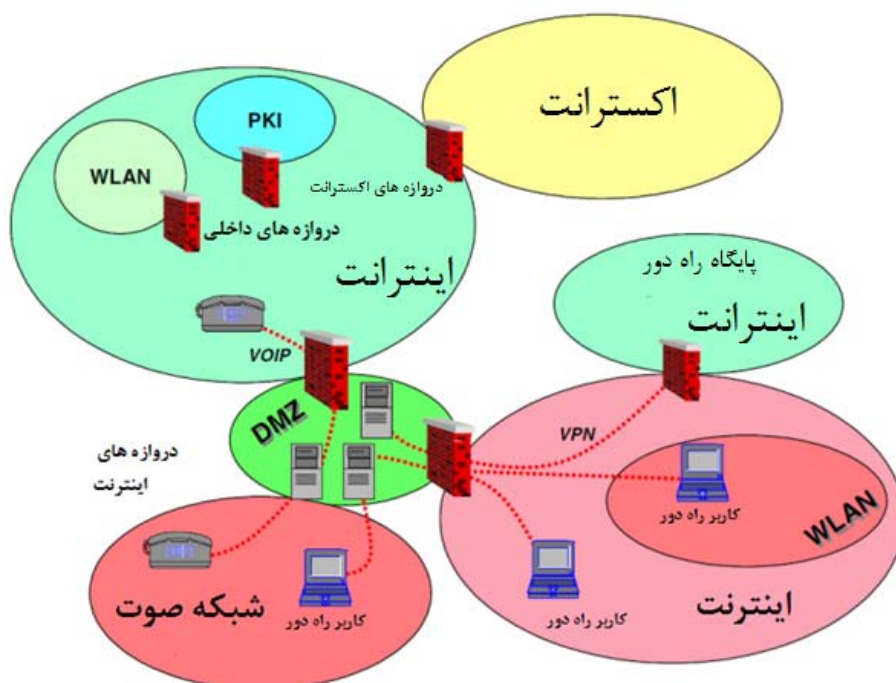 اکسترانت
PKI
WLAN
دروازه های اکسترانت
دروازه های داخلی
اینترانت
پایگاه راه دور
اینترانت
VOIP
DMZ
VPN
دروازه های
اینترنت
کاربر راه دور
WLAN
شبکه صوت
کاربر راه دور
اینترنت
کاربر راه دور